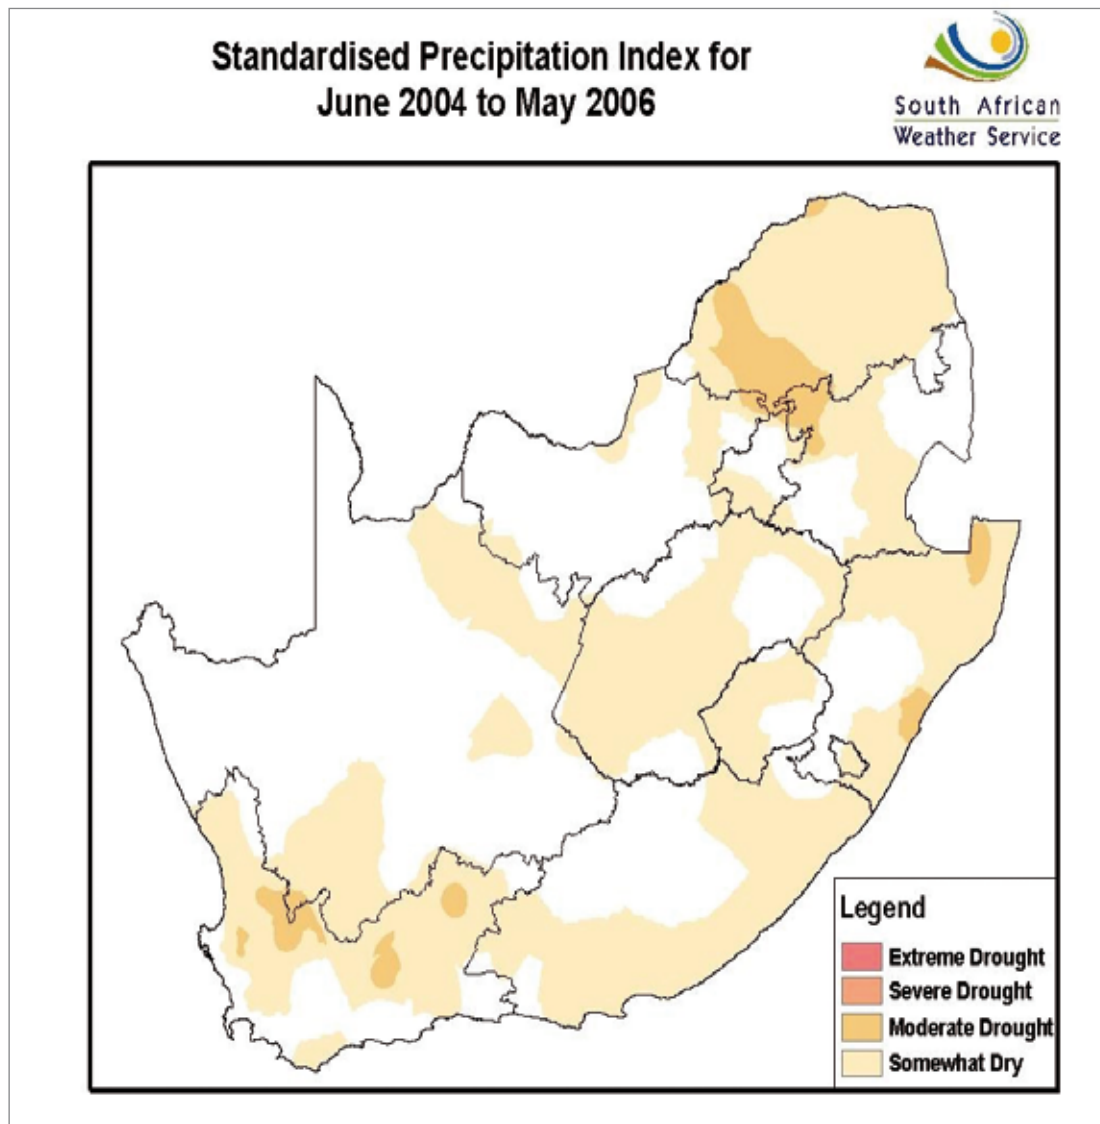 Standardised Precipitation Index for
June 2004 to May 2006
South African
Weather Service
Legend
Extreme Drought
Severe Drought
Moderate Drought
Somewhat Dry